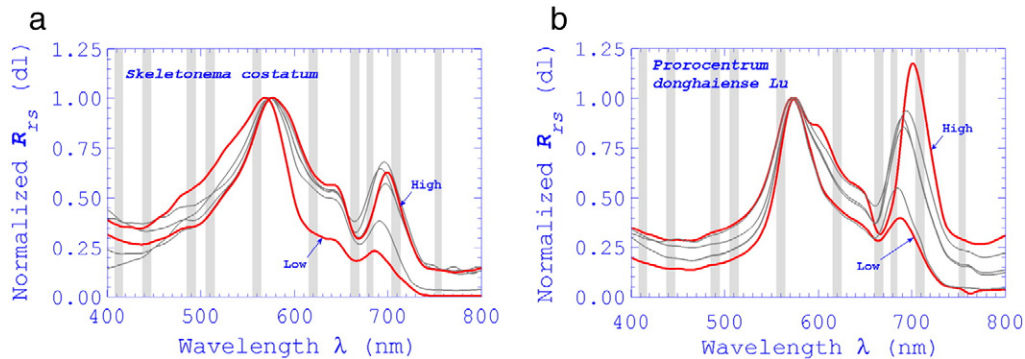 a
Skeletonema costatum
1.25
1.00
0.75
0.50
0.25
0.00
Normalized Rrs (dl)
High
Low
400 500 600 700 800
Wavelength λ (nm)
b
Prorocentrum
donghaiense Lu
1.25
1.00
0.75
0.50
0.25
0.00
Normalized Rrs (dl)
High
Low
400 500 600 700 800
Wavelength λ (nm)